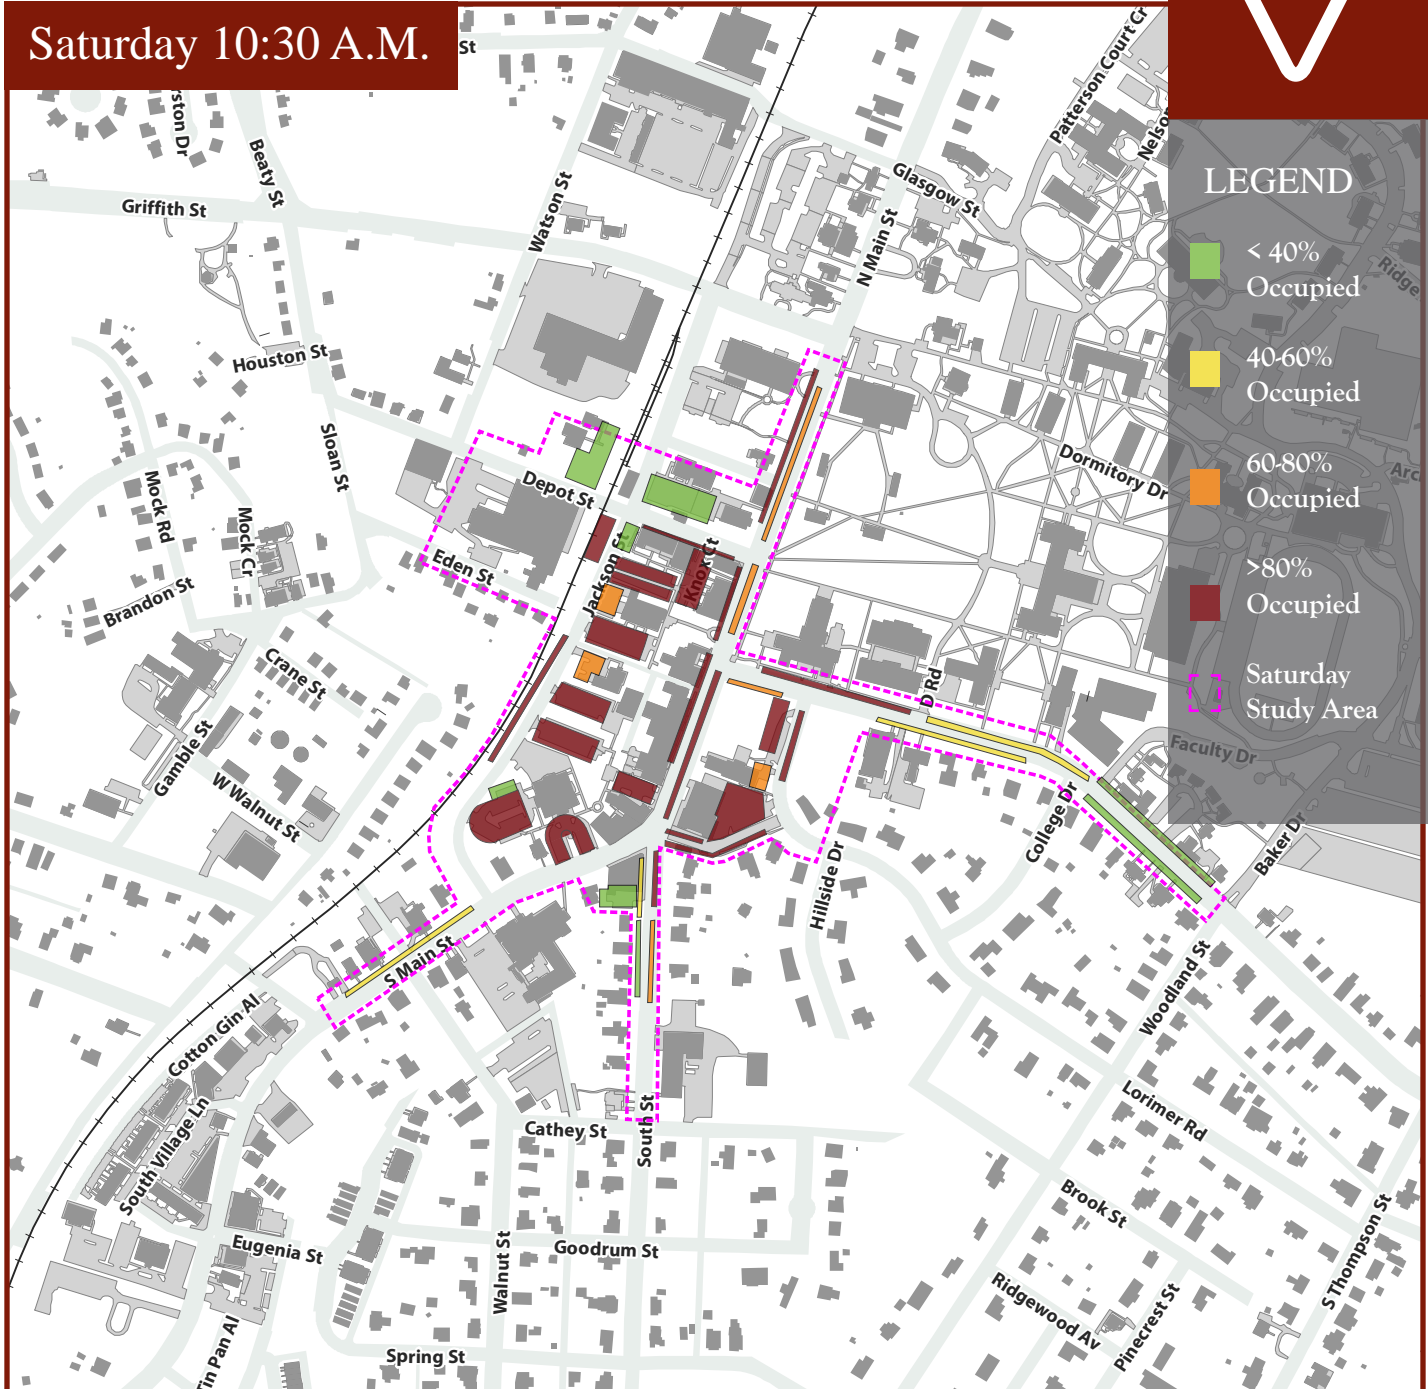 Saturday 10:30 A.M.
St
rston Dr
Beaty St
Griffith St
Watson St
Glasgow St
N Main St
Patterson Court Cr
Nelson
LEGEND
< 40%
Occupied
40-60%
Occupied
60-80%
Occupied
>80%
Occupied
Saturday
Study Area
Ridge
Arc
Faculty Dr
Houston St
Sloan St
Mock Rd
Mock Cr
Brandon St
Depot St
Eden St
Jackson St
Knox Ct
Dormitory Dr
D Rd
Crane St
Gamble St
W Walnut St
College Dr
Baker Dr
Hillside Dr
S Main St
Woodland St
Cotton Gin Al
South Village Ln
Cathey St
South St
Lorimer Rd
Brook St
S Thompson St
Eugenia St
Walnut St
Goodrum St
Ridgewood Av
Pinecrest St
Tin Pan Al
Spring St